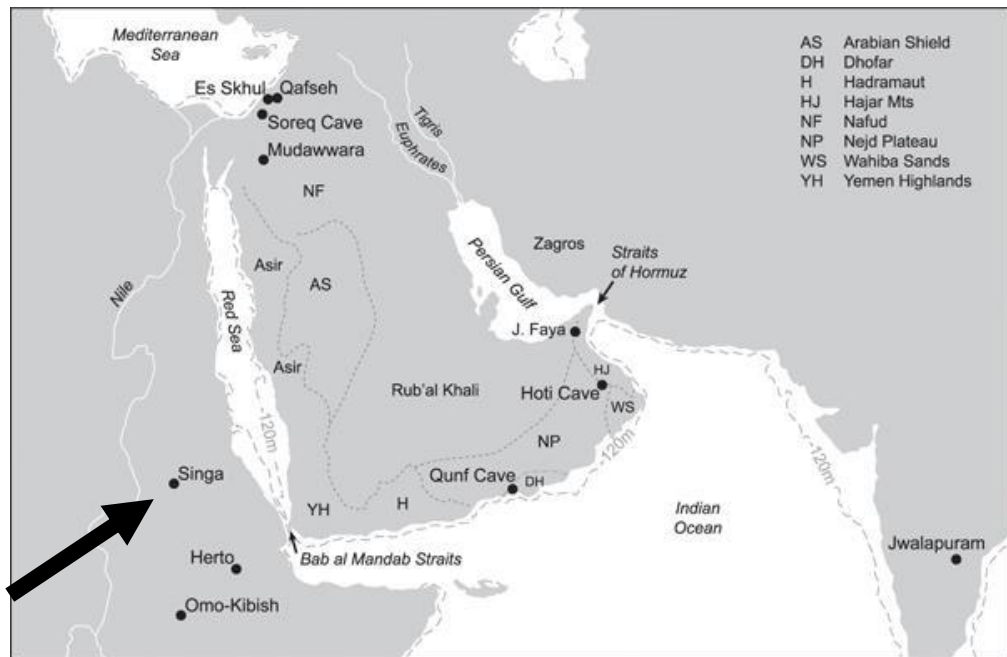 Mediterranean
Sea
Es Skhul
Qafseh
Soreq Cave
Mudawwara
NF
Tigris
Euphrates
AS Arabian Shield
DH Dhofar
H Hadramaut
HJ Hajar Mts
NF Nafud
NP Nejd Plateau
WS Wahiba Sands
YH Yemen Highlands
Nile
Red Sea
Asir
AS
Persian Gulf
Zagros
Straits
of Hormuz
J. Faya
Asir
Rub'al Khali
HJ
Hoti Cave
WS
NP
120m
120m
120m
Singa
Qunf Cave
DH
YH
H
Indian
Ocean
Herto
Bab al Mandab Straits
Jwalapuram
Omo-Kibish